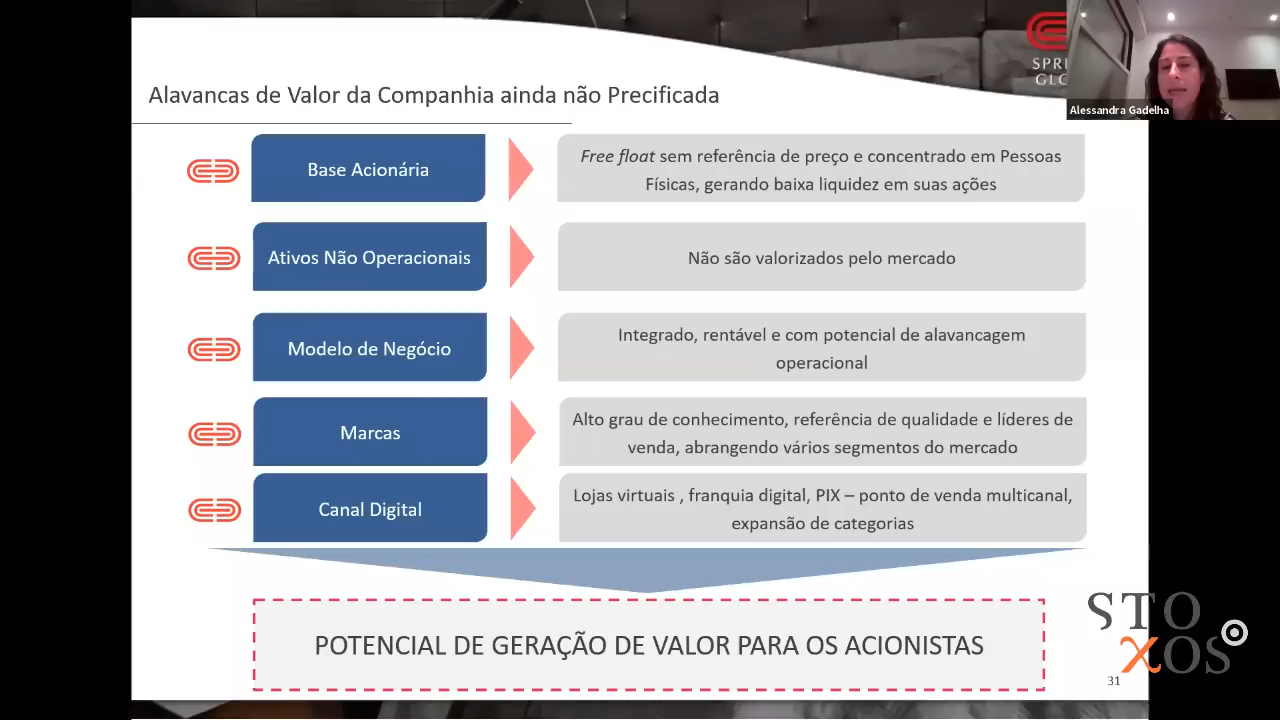 SPRI
GLO
Alessandra Gadelha
Alavancas de Valor da Companhia ainda não Precificada
Base Acionária
Free float sem referência de preço e concentrado em Pessoas
Físicas, gerando baixa liquidez em suas ações
Ativos Não Operacionais
Não são valorizados pelo mercado
Modelo de Negócio
Integrado, rentável e com potencial de alavancagem
operacional
Marcas
Alto grau de conhecimento, referência de qualidade e líderes de
venda, abrangendo vários segmentos do mercado
Canal Digital
Lojas virtuais , franquia digital, PIX – ponto de venda multicanal,
expansão de categorias
POTENCIAL DE GERAÇÃO DE VALOR PARA OS ACIONISTAS
STO
XOS
31